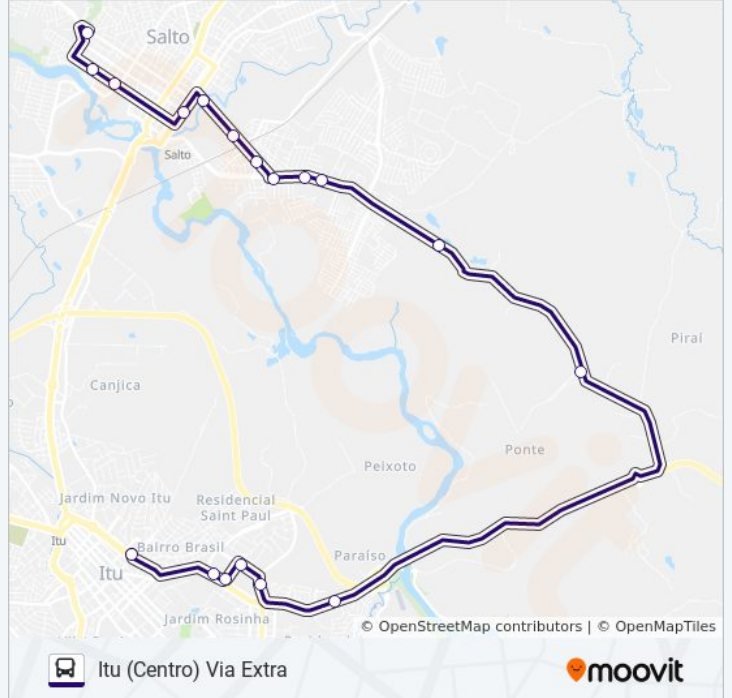 Salto
Salto
Piraí
Canjica
Ponte
Peixoto
Jardim Novo Itu
Residencial
Saint Paul
Itu
Bairro Brasil
Paraíso
Itu
Jardim Rosinha
© OpenStreetMap contributors | © OpenMapTiles
Itu (Centro) Via Extra
moovit